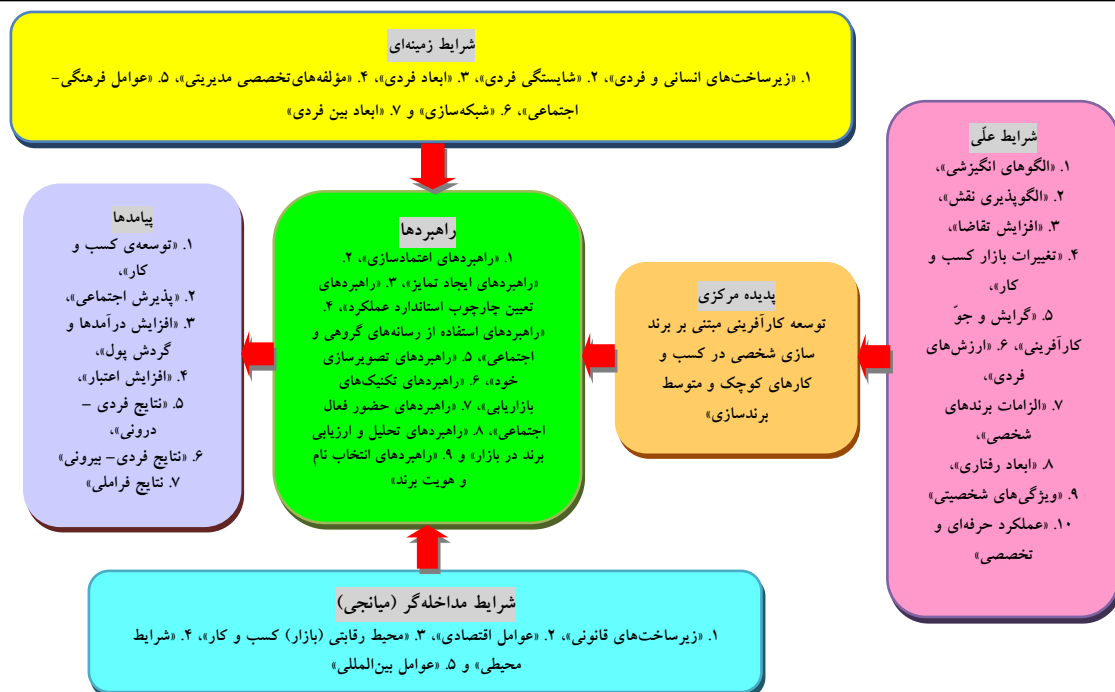 شرایط زمینه‌ای
۱. «زیرساخت‌های انسانی و فردی»، ۲. «شایستگی فردی»، ۳. «ابعاد فردی»، ۴. «مؤلفه‌های‌تخصصی مدیریتی»، ۵. «عوامل فرهنگی-
اجتماعی»، ۶. «شبکه‌سازی» و ۷. «ابعاد بین فردی»
شرایط علّی
۱. «الگوهای انگیزشی»،
۲. «الگوپذیری نقش»،
۳. «افزایش تقاضا»،
۴. «تغییرات بازار کسب و
کار»،
۵. «گرایش و جوّ
کارآفرینی»، ۶. «ارزش‌های
فردی»،
۷. «الزامات برندهای
شخصی»،
۸. «ابعاد رفتاری»،
۹. «ویژگی‌های شخصیتی»
۱۰. «عملکرد حرفه‌ای و
تخصصی»
پدیده مرکزی
توسعه کارآفرینی مبتنی بر برند
سازی شخصی در کسب و
کارهای کوچک و متوسط
برندسازی»
راهبردها
۱. «راهبردهای اعتمادسازی»، ۲.
«راهبردهای ایجاد تمایز»، ۳. «راهبردهای
تعیین چارچوب استاندارد عملکرد»، ۴.
«راهبردهای استفاده از رسانه‌های گروهی و
اجتماعی»، ۵. «راهبردهای تصویرسازی
خود»، ۶. «راهبردهای تکنیک‌های
بازاریابی»، ۷. «راهبردهای حضور فعال
اجتماعی»، ۸. «راهبردهای تحلیل و ارزیابی
برند در بازار» و ۹. «راهبردهای انتخاب نام
و هویت برند»
پیامدها
۱. «توسعه‌ی کسب و
کار»،
۲. «پذیرش اجتماعی»،
۳. «افزایش درآمدها و
گردش پول»،
۴. «افزایش اعتبار»،
۵. «نتایج فردی –
درونی»،
۶. «نتایج فردی- بیرونی»
۷. نتایج فراملی»
شرایط مداخله‌گر (میانجی)
۱. «زیرساخت‌های قانونی»، ۲. «عوامل اقتصادی»، ۳. «محیط رقابتی (بازار) کسب و کار»، ۴. «شرایط
محیطی» و ۵. «عوامل بین‌المللی»